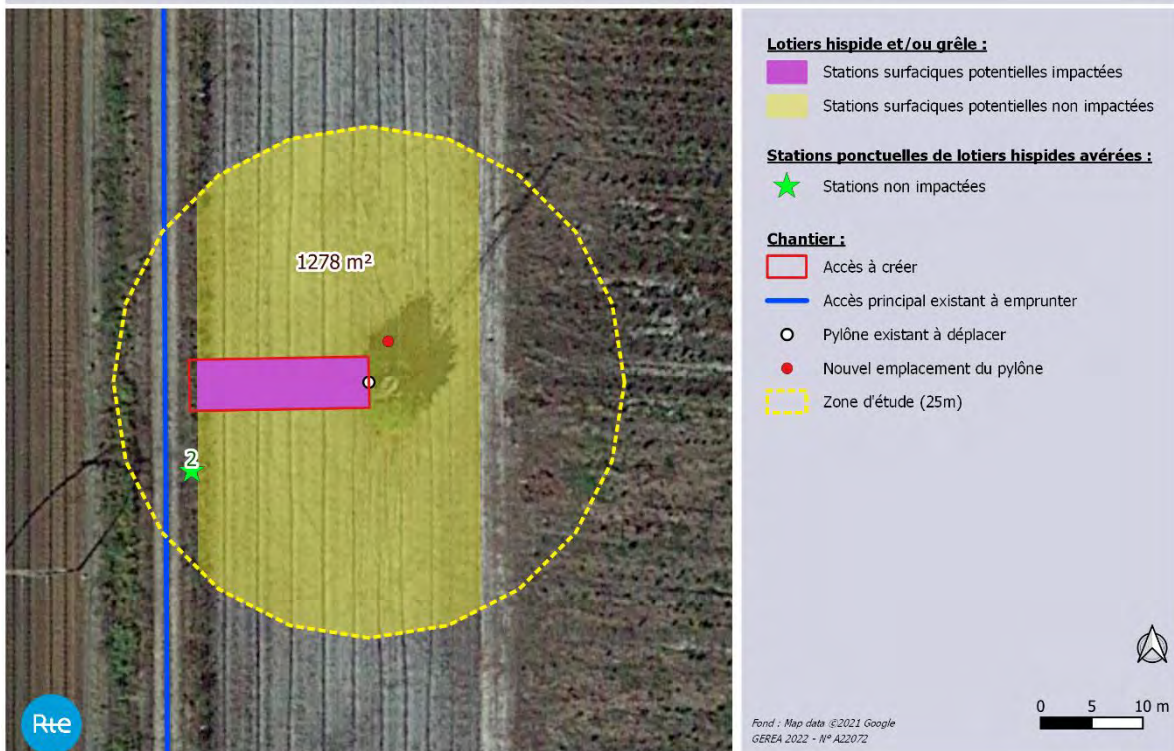 1278 m²
2
Rte
Lotiers hispide et/ou grêle :
Stations surfaciques potentielles impactées
Stations surfaciques potentielles non impactées
Stations ponctuelles de lotiers hispides avérées :
Stations non impactées
Chantier :
Accès à créer
Accès principal existant à emprunter
Pylône existant à déplacer
Nouvel emplacement du pylône
Zone d'étude (25m)
0 5 10 m
Fond : Map data ©2021 Google
GEREA 2022 - N° A22072